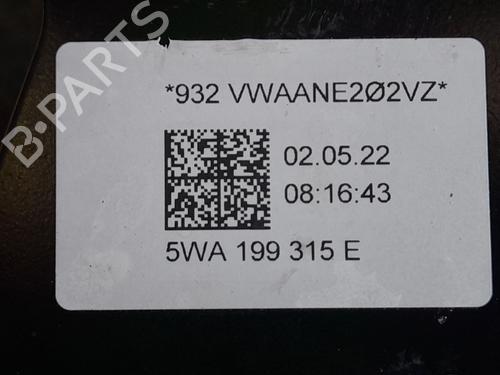 *932 VWAANE2Ø2VZ*
02.05.22
08:16:43
5WA 199 315 E
B-PARTS